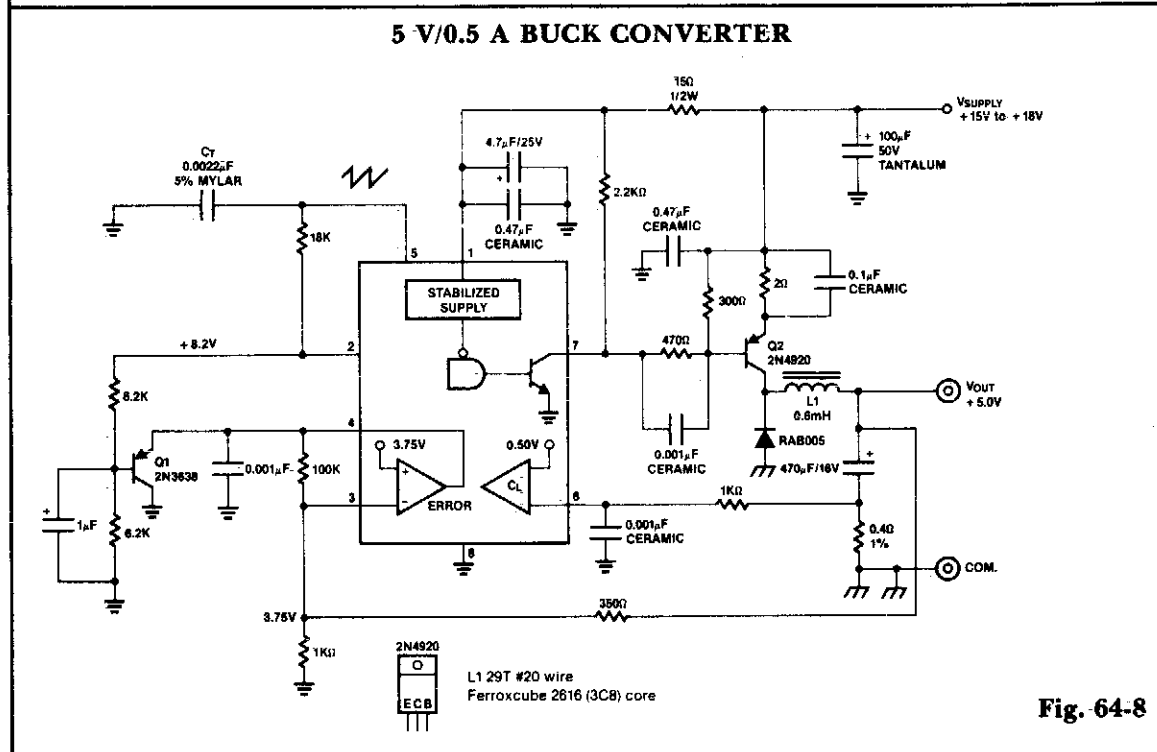 5 V/0.5 A BUCK CONVERTER
15Ω
1/2W
VSUPPLY
+15V to +18V
+ 100µF
50V
TANTALUM
4.7µF/25V
+
CT
0.0022µF
5% MYLAR
2.2KΩ
0.47µF
CERAMIC
0.47µF
CERAMIC
18K
5
1
STABILIZED
SUPPLY
300Ω
2Ω
0.1µF
CERAMIC
+8.2V
2
7
470Ω
Q2
2N4920
L1
0.6mH
VOUT
+5.0V
8.2K
4
3.75V
0.50V
0.001µF
CERAMIC
RAB005
+
470µF/16V
Q1
2N3638
0.001µF
100K
+
−
ERROR
CL
−
3
6
1KΩ
+
1µF
6.2K
0.001µF
CERAMIC
0.4Ω
1%
8
COM.
3.75V
350Ω
1KΩ
2N4920
E C B
L1 29T #20 wire
Ferroxcube 2616 (3C8) core
Fig. 64-8